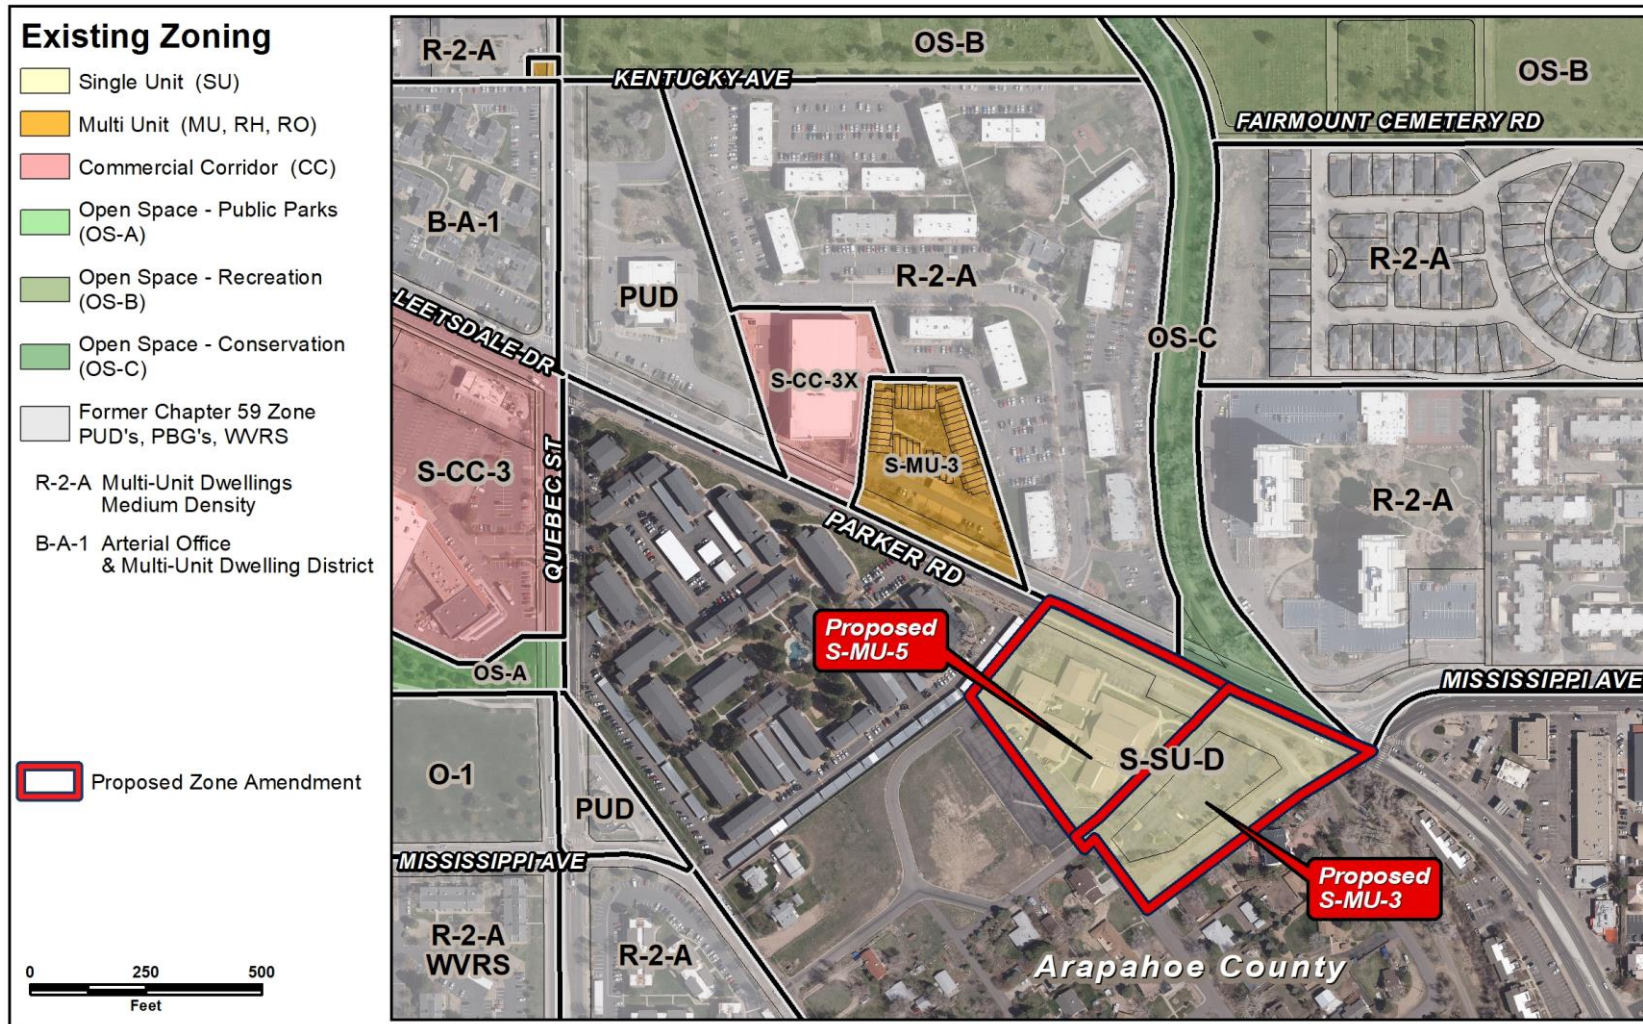 Existing Zoning
Single Unit (SU)
Multi Unit (MU, RH, RO)
Commercial Corridor (CC)
Open Space - Public Parks
(OS-A)
Open Space - Recreation
(OS-B)
Open Space - Conservation
(OS-C)
Former Chapter 59 Zone
PUD's, PBG's, WVRS
R-2-A Multi-Unit Dwellings
Medium Density
B-A-1 Arterial Office
& Multi-Unit Dwelling District
Proposed Zone Amendment
0 250 500
Feet
R-2-A
OS-B
OS-B
KENTUCKY AVE
FAIRMOUNT CEMETERY RD
B-A-1
PUD
R-2-A
R-2-A
LEETSDALE DR
OS-C
S-CC-3X
S-CC-3
QUEBEC ST
S-MU-3
R-2-A
PARKER RD
Proposed
S-MU-5
OS-A
MISSISSIPPI AVE
S-SU-D
O-1
PUD
MISSISSIPPI AVE
Proposed
S-MU-3
R-2-A
WVRS
R-2-A
Arapahoe County